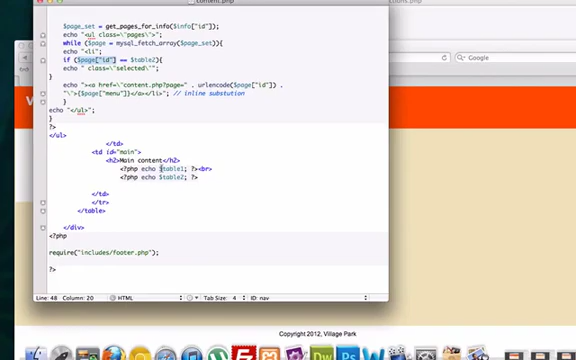 content.php
$page_set = get_pages_for_info($info["id"]);
echo "<ul class=\"pages\">";
while ($page = mysql_fetch_array($page_set)){
echo "<li";
if ($page["id"] == $table2){
echo " class=\"selected\"";
}
echo "><a href=\"content.php?page=" . urlencode($page["id"]) .
"\">{$page["menu"]}</a></li>"; // inline substution
}
echo "</ul>";
}
?>
</ul>
</td>
<td id="main">
<h2>Main content</h2>
<?php echo $table1; ?><br>
<?php echo $table2; ?>
</td>
</tr>
</table>
</div>
<?php
require("includes/footer.php");
?>
Line: 48 Column: 20 HTML Tab Size: 4 ID: nav
Copyright 2012, Village Park